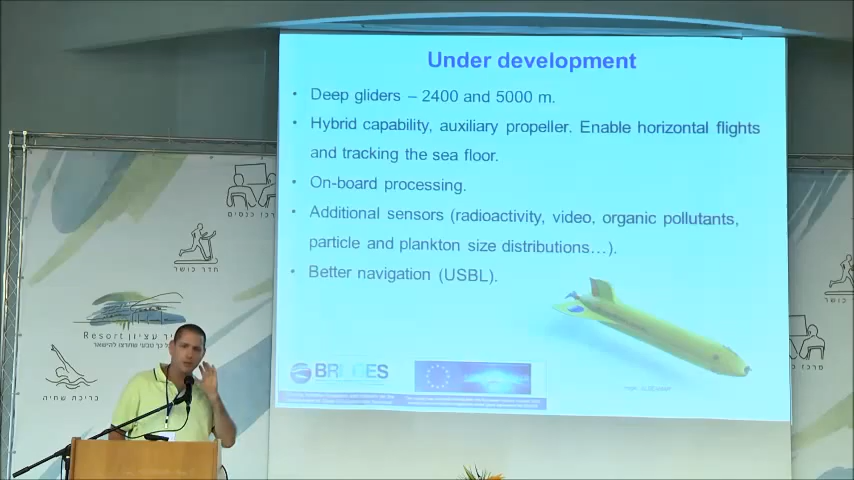 Under development
• Deep gliders – 2400 and 5000 m.
• Hybrid capability, auxiliary propeller. Enable horizontal flights
and tracking the sea floor.
• On-board processing.
• Additional sensors (radioactivity, video, organic pollutants,
particle and plankton size distributions…).
• Better navigation (USBL).
BRIDGES
מרכז כנסים
חדר כושר
Resort עציון
בריכת שחיה